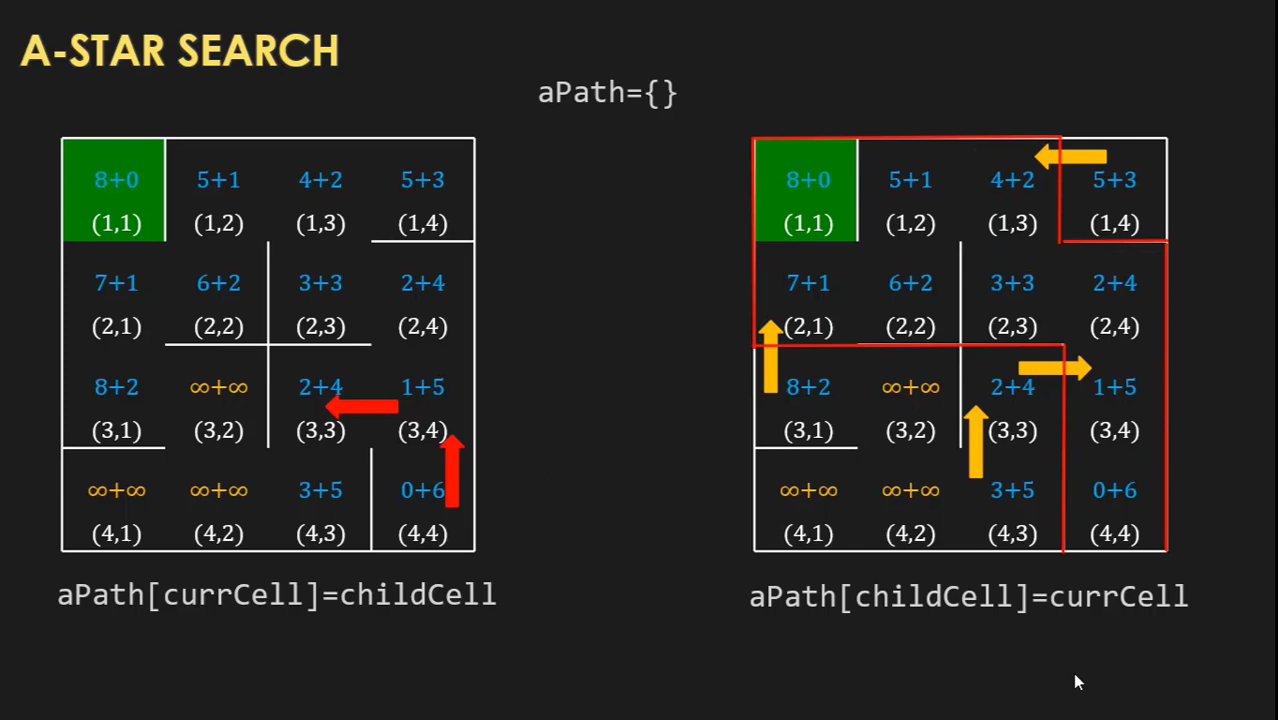 A-STAR SEARCH
aPath={}
8+0 5+1 4+2 5+3
(1,1) (1,2) (1,3) (1,4)
7+1 6+2 3+3 2+4
(2,1) (2,2) (2,3) (2,4)
8+2 ∞+∞ 2+4 1+5
(3,1) (3,2) (3,3) (3,4)
∞+∞ ∞+∞ 3+5 0+6
(4,1) (4,2) (4,3) (4,4)
aPath[currCell]=childCell
8+0 5+1 4+2 5+3
(1,1) (1,2) (1,3) (1,4)
7+1 6+2 3+3 2+4
(2,1) (2,2) (2,3) (2,4)
8+2 ∞+∞ 2+4 1+5
(3,1) (3,2) (3,3) (3,4)
∞+∞ ∞+∞ 3+5 0+6
(4,1) (4,2) (4,3) (4,4)
aPath[childCell]=currCell